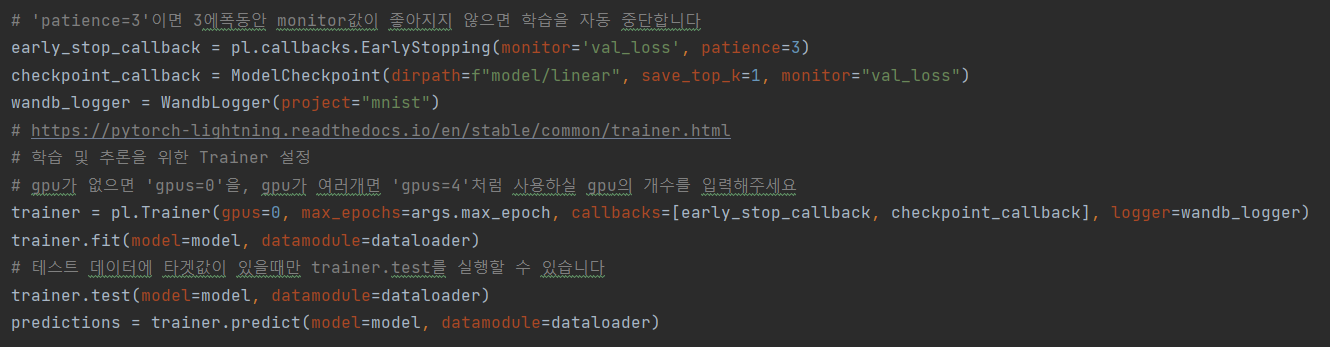 # 'patience=3'이면 3에폭동안 monitor값이 좋아지지 않으면 학습을 자동 중단합니다
early_stop_callback = pl.callbacks.EarlyStopping(monitor='val_loss', patience=3)
checkpoint_callback = ModelCheckpoint(dirpath=f"model/linear", save_top_k=1, monitor="val_loss")
wandb_logger = WandbLogger(project="mnist")
# https://pytorch-lightning.readthedocs.io/en/stable/common/trainer.html
# 학습 및 추론을 위한 Trainer 설정
# gpu가 없으면 'gpus=0'을, gpu가 여러개면 'gpus=4'처럼 사용하실 gpu의 개수를 입력해주세요
trainer = pl.Trainer(gpus=0, max_epochs=args.max_epoch, callbacks=[early_stop_callback, checkpoint_callback], logger=wandb_logger)
trainer.fit(model=model, datamodule=dataloader)
# 테스트 데이터에 타겟값이 있을때만 trainer.test를 실행할 수 있습니다
trainer.test(model=model, datamodule=dataloader)
predictions = trainer.predict(model=model, datamodule=dataloader)